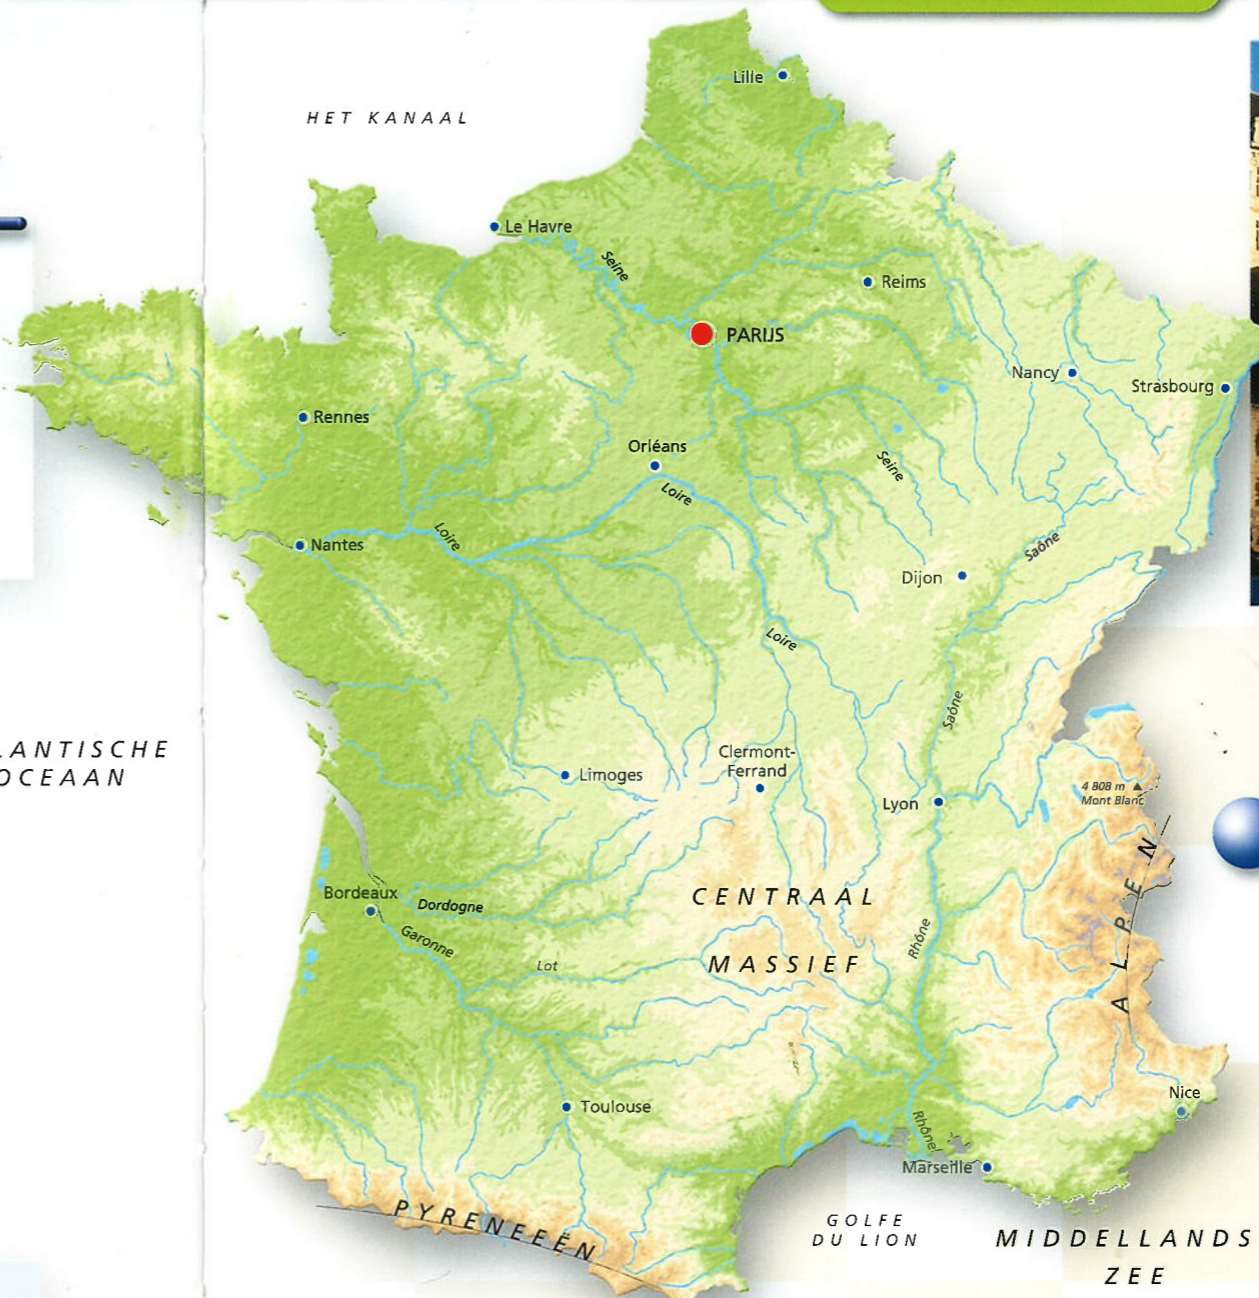 Lille
HET KANAAL
Le Havre
Seine
Reims
PARIJS
Nancy
Strasbourg
Rennes
Orléans
Seine
Loire
Loire
Nantes
Saône
Dijon
Loire
Saône
LANTISCHE
OCEAAN
Clermont-
Ferrand
Limoges
4 808 m
Mont Blanc
Lyon
ALPEN
Bordeaux
CENTRAAL
Dordogne
Garonne
Rhône
Lot
MASSIEF
Nice
Toulouse
Rhône
Marseille
PYRENEEËN
GOLFE
DU LION
MIDDELLANDS
ZEE